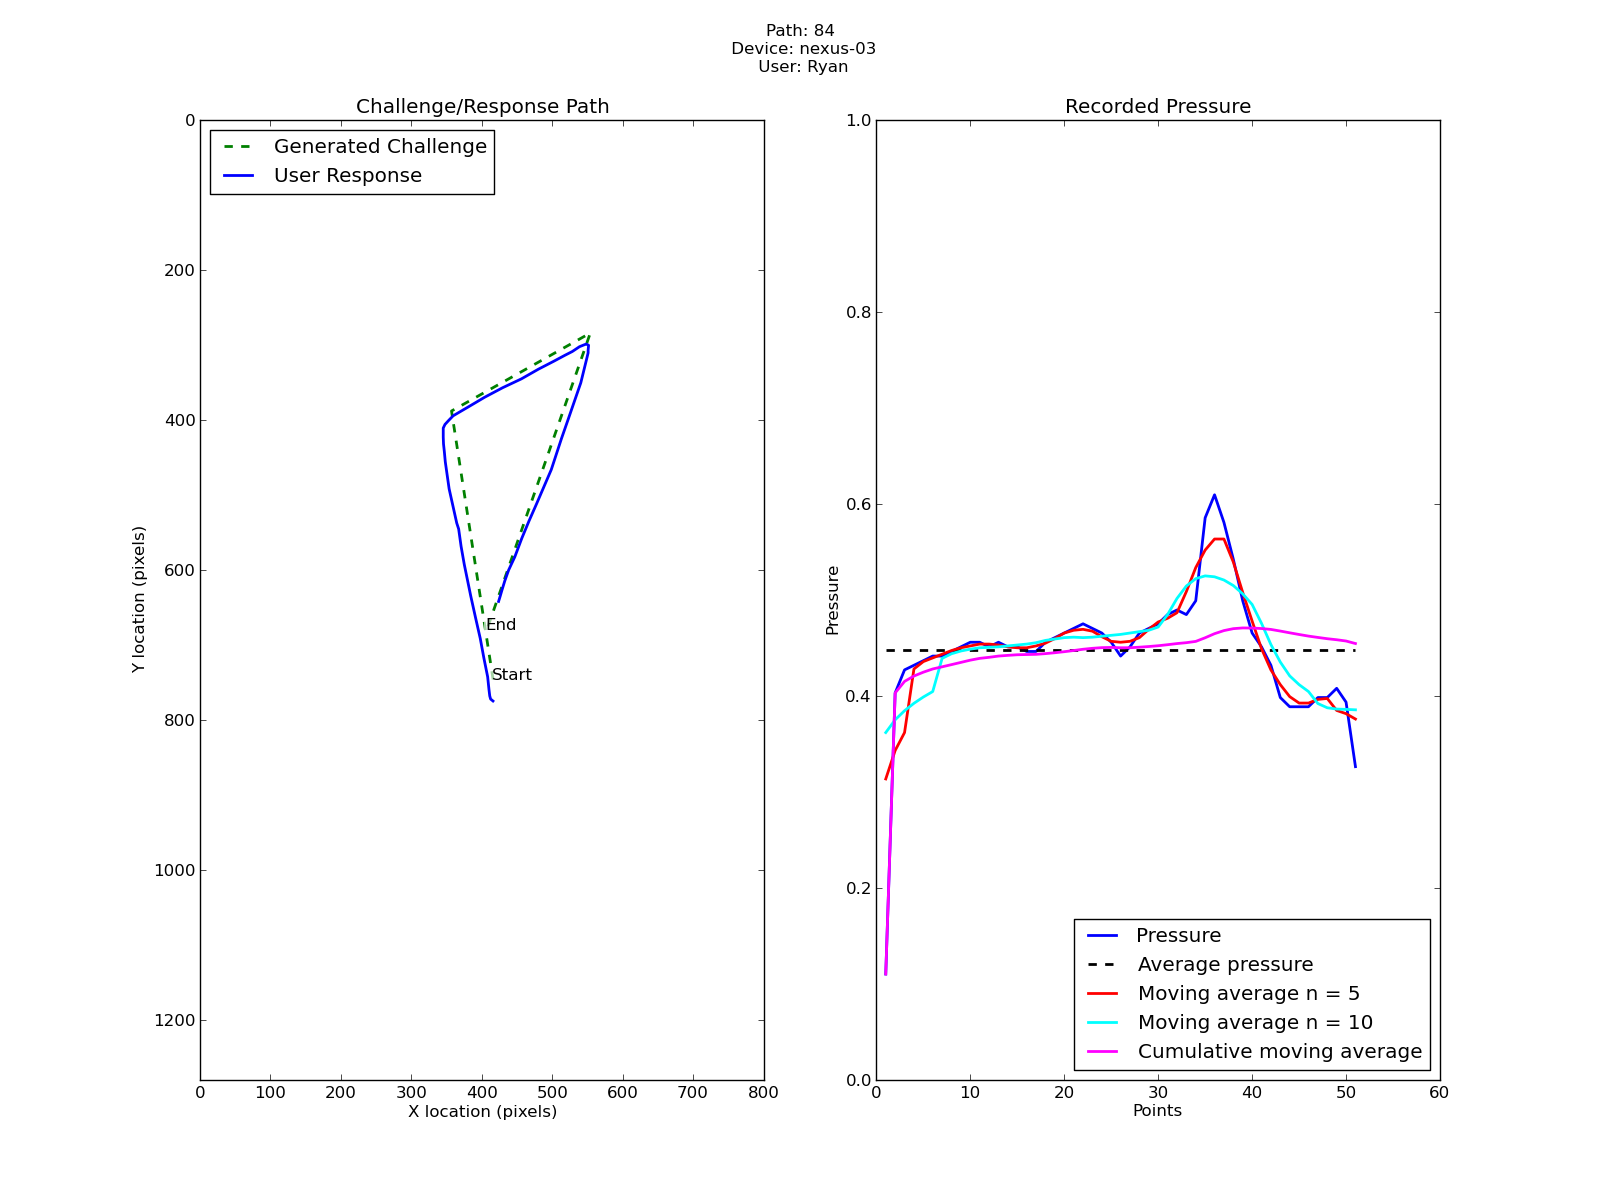 Path: 84
Device: nexus-03
User: Ryan
Challenge/Response Path
Generated Challenge
User Response
0
200
400
600
800
1000
1200
Y location (pixels)
End
Start
0 100 200 300 400 500 600 700 800
X location (pixels)
Recorded Pressure
1.0
0.8
0.6
0.4
0.2
0.0
Pressure
Pressure
Average pressure
Moving average n = 5
Moving average n = 10
Cumulative moving average
0 10 20 30 40 50 60
Points